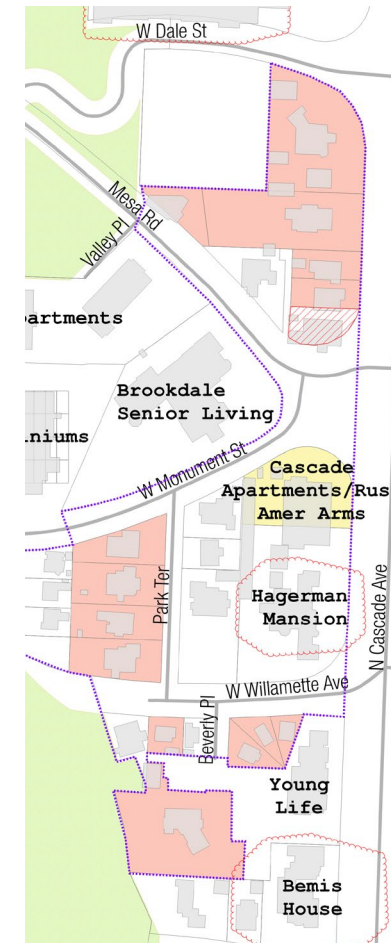 W Dale St
Mesa Rd
Valley Pl
partments
Brookdale
Senior Living
niums
W Monument St
Cascade
Apartments/Rus
Amer Arms
Park Ter
Hagerman
Mansion
N Cascade Ave
W Willamette Ave
Beverly Pl
Young
Life
Bemis
House